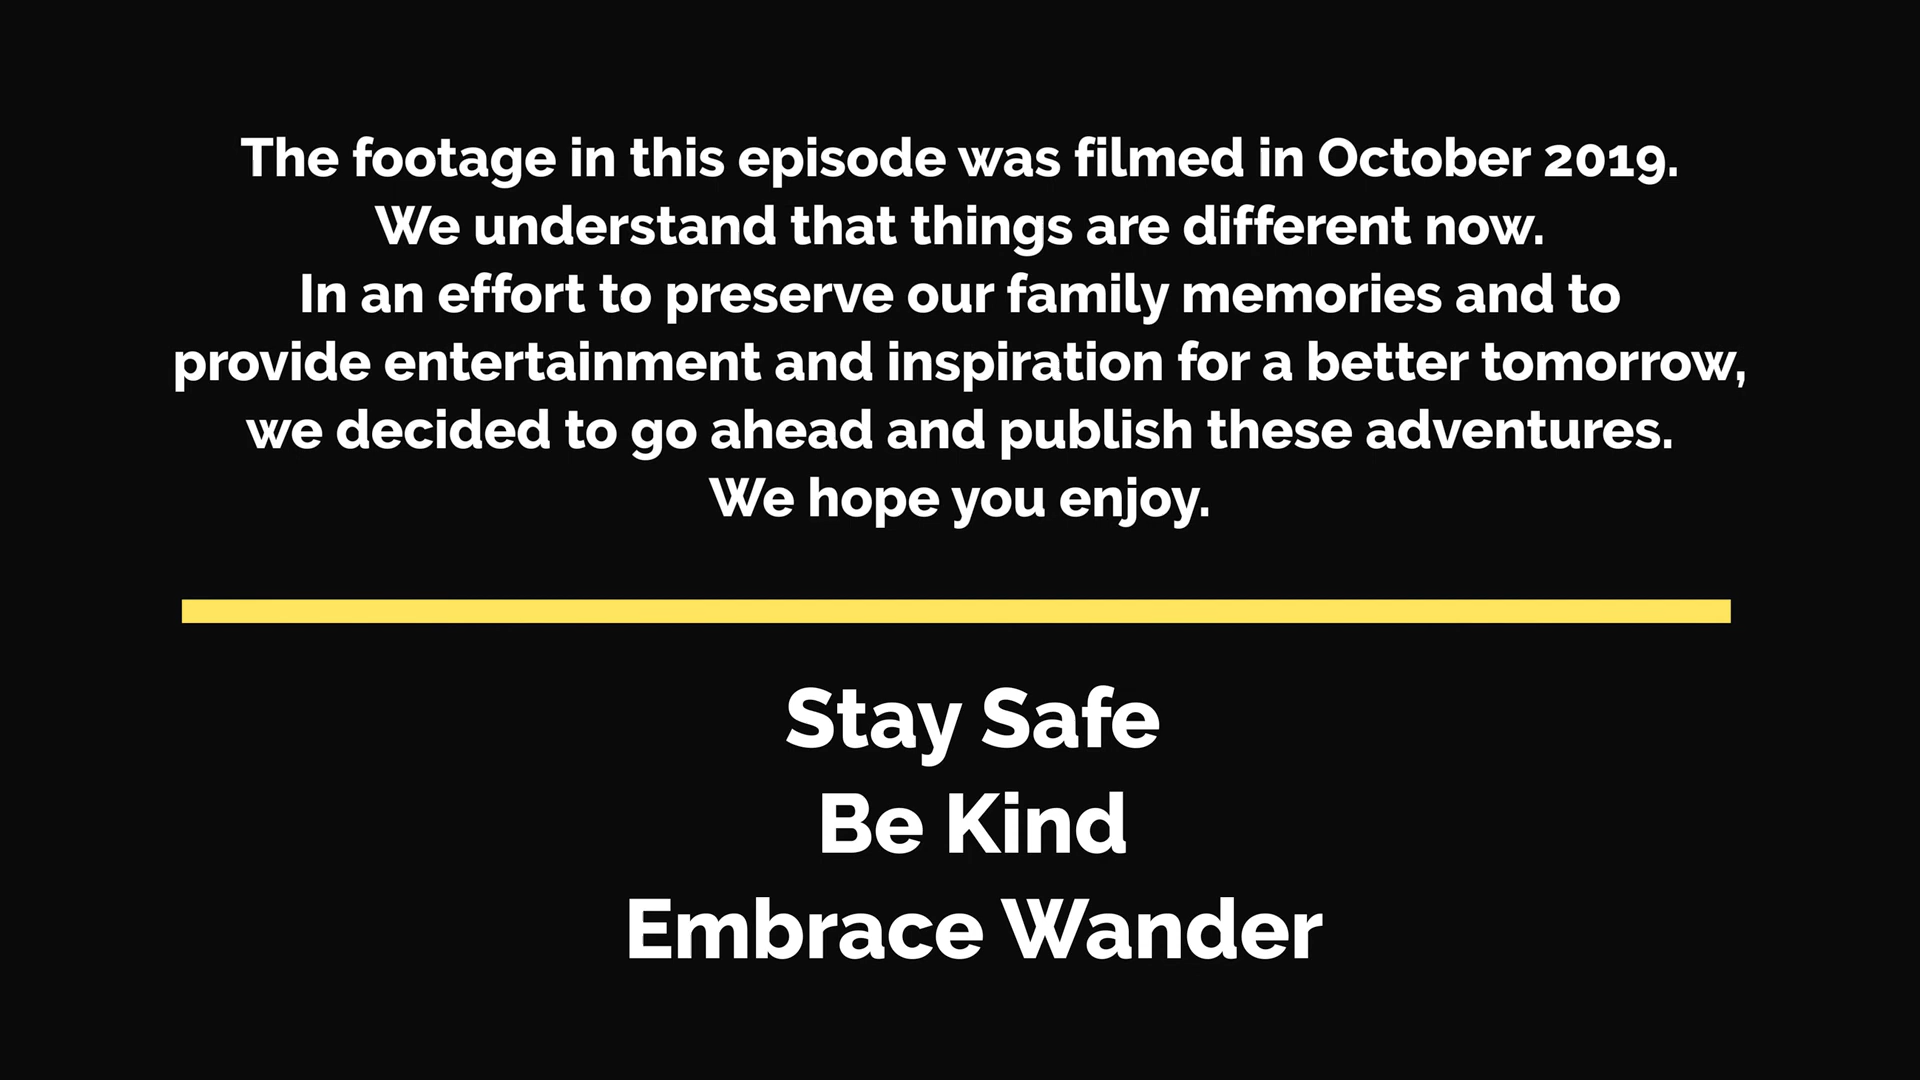 The footage in this episode was filmed in October 2019.
We understand that things are different now.
In an effort to preserve our family memories and to
provide entertainment and inspiration for a better tomorrow,
we decided to go ahead and publish these adventures.
We hope you enjoy.
Stay Safe
Be Kind
Embrace Wander